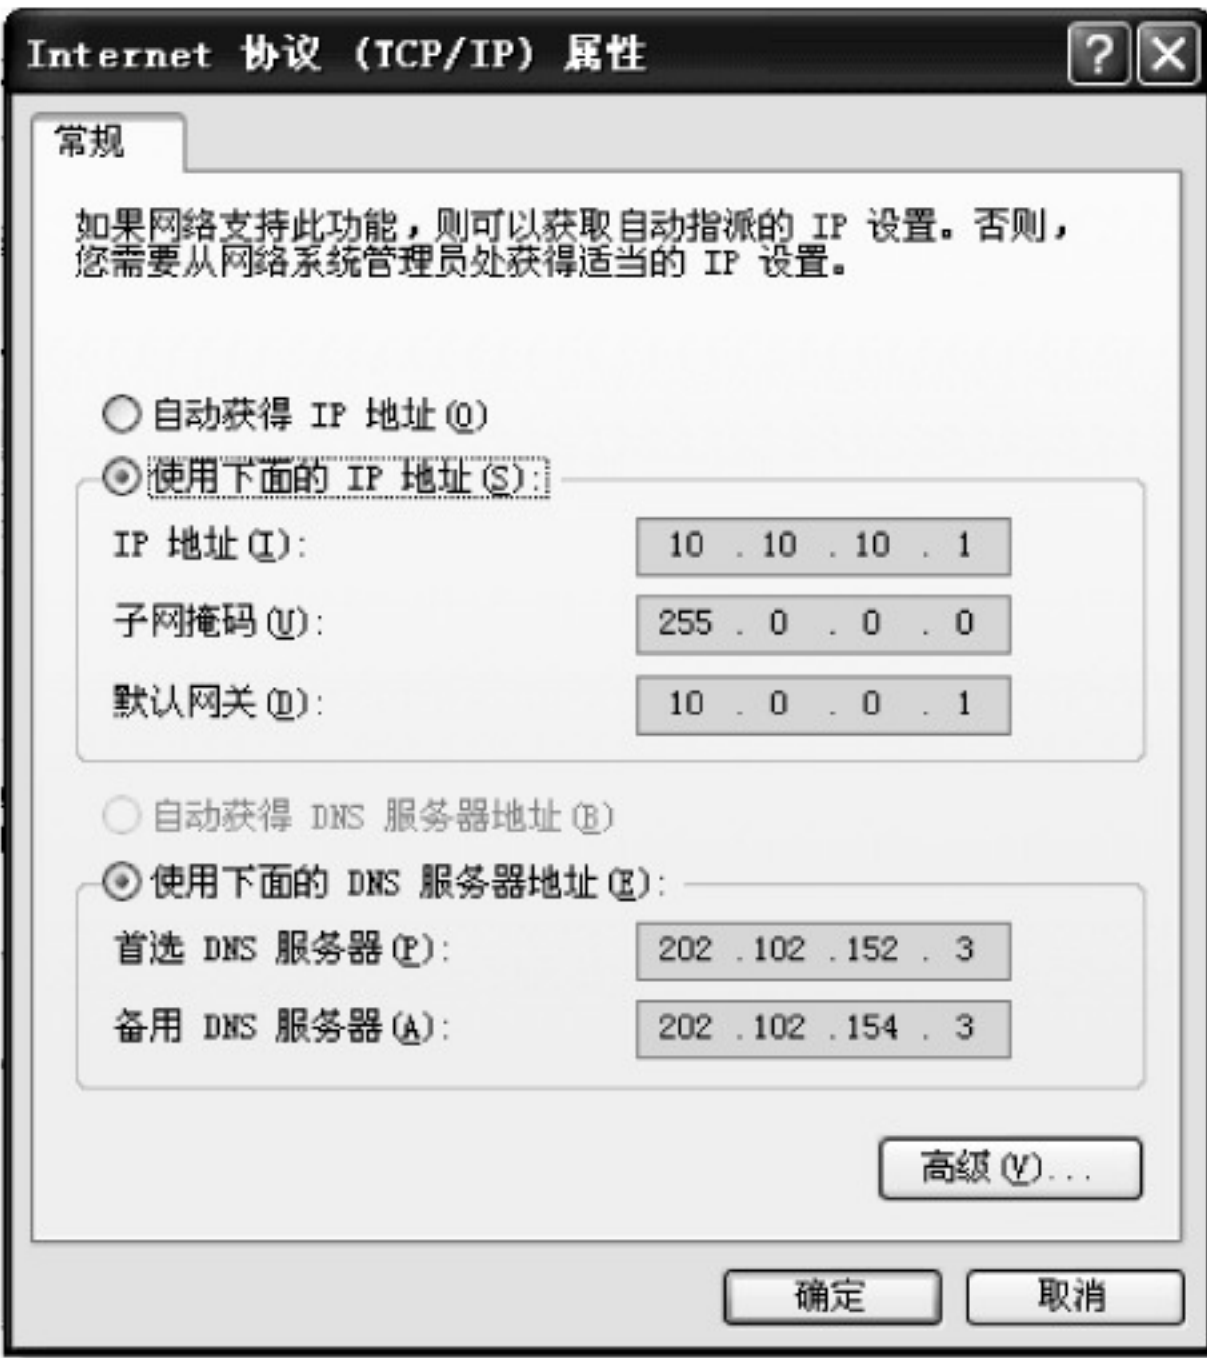 Internet 协议 (TCP/IP) 属性
常规
如果网络支持此功能，则可以获取自动指派的 IP 设置。否则，
您需要从网络系统管理员处获得适当的 IP 设置。
自动获得 IP 地址(O)
使用下面的 IP 地址(S):
IP 地址(I): 10 . 10 . 10 . 1
子网掩码(U): 255 . 0 . 0 . 0
默认网关(D): 10 . 0 . 0 . 1
自动获得 DNS 服务器地址(B)
使用下面的 DNS 服务器地址(E):
首选 DNS 服务器(P): 202 . 102 . 152 . 3
备用 DNS 服务器(A): 202 . 102 . 154 . 3
高级(V)...
确定 取消